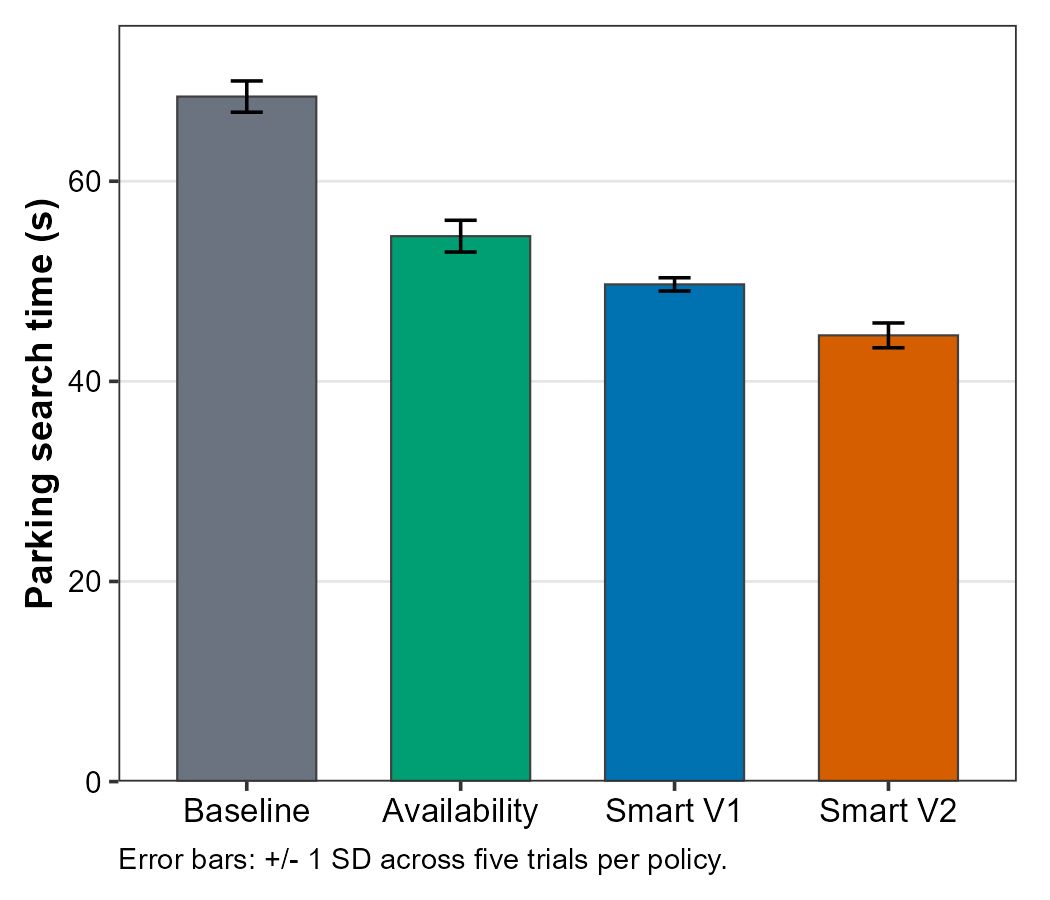 Parking search time (s)
60
40
20
0
Baseline Availability Smart V1 Smart V2
Error bars: +/- 1 SD across five trials per policy.